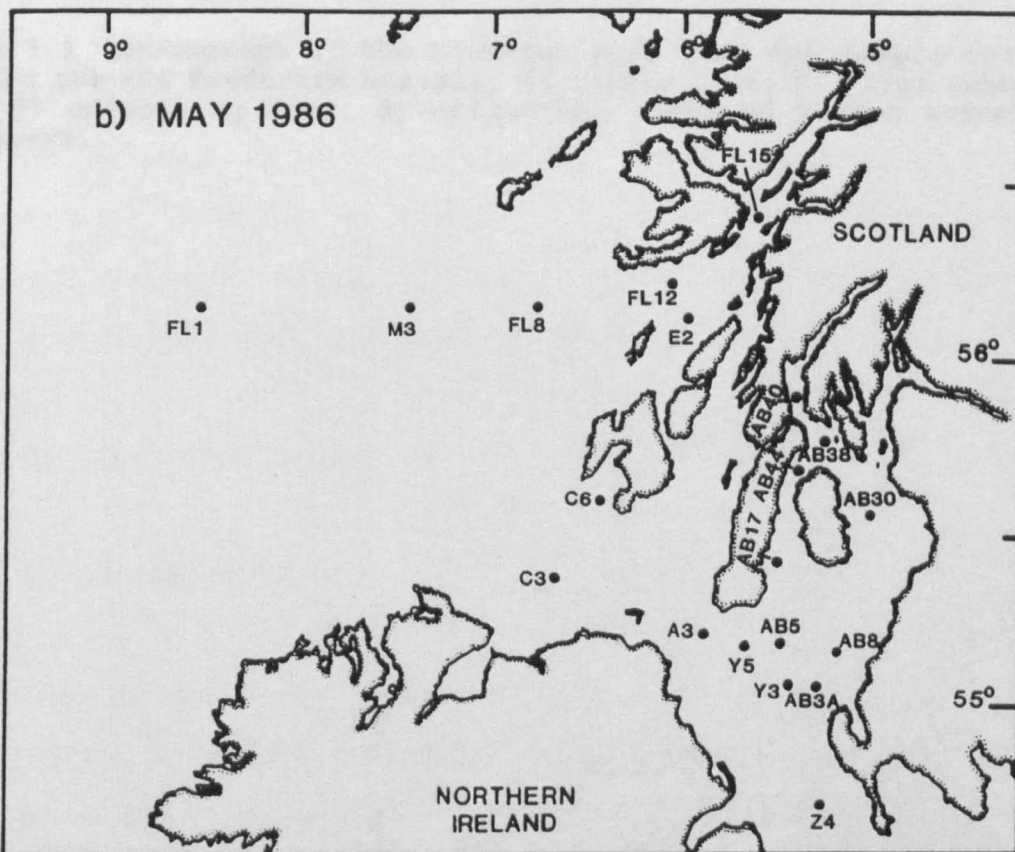 9° 8° 7° 6° 5°
b) MAY 1986
FL15
SCOTLAND
FL12
FL1
M3
FL8
E2
56°
AB40
AB38
AB44
C6
AB30
AB17
C3
A3
AB5
AB8
Y5
Y3
AB3A
55°
NORTHERN
IRELAND
Z4